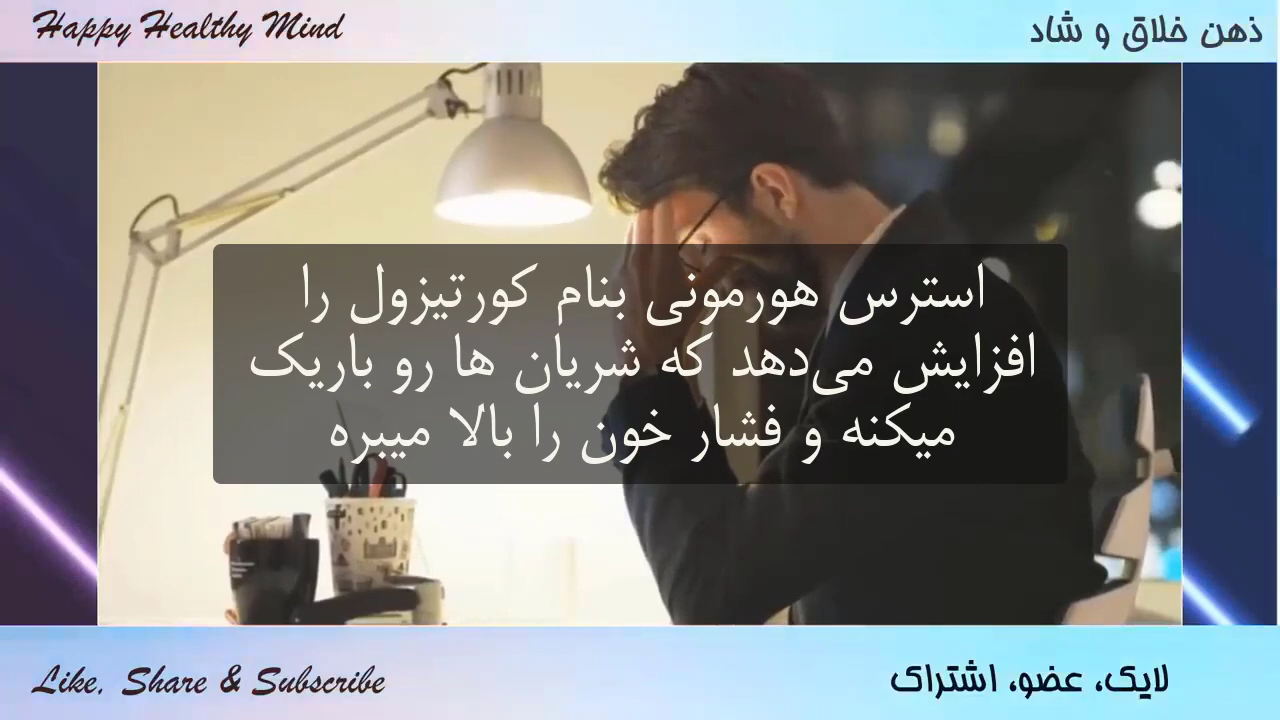 Happy Healthy Mind
ذهن خلاق و شاد
استرس هورمونی بنام کورتیزول را
افزایش می‌دهد که شریان ها رو باریک
میکنه و فشار خون را بالا میبره
Like, Share & Subscribe
لایک، عضو، اشتراک